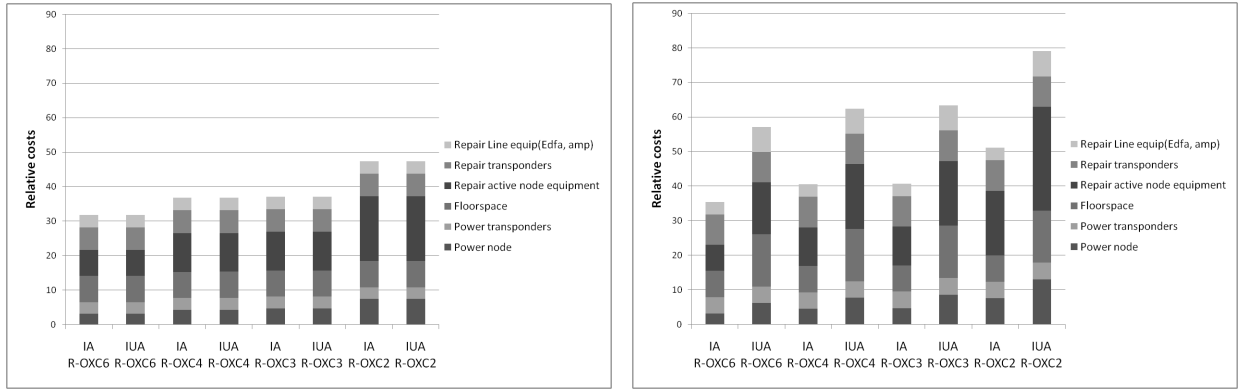 90
80
70
60
50
40
30
20
10
0
Relative costs
IA IUA IA IUA IA IUA IA IUA
R-OXC6 R-OXC6 R-OXC4 R-OXC4 R-OXC3 R-OXC3 R-OXC2 R-OXC2
Repair Line equip(Edfa, amp)
Repair transponders
Repair active node equipment
Floorspace
Power transponders
Power node
90
80
70
60
50
40
30
20
10
0
Relative costs
IA IUA IA IUA IA IUA IA IUA
R-OXC6 R-OXC6 R-OXC4 R-OXC4 R-OXC3 R-OXC3 R-OXC2 R-OXC2
Repair Line equip(Edfa, amp)
Repair transponders
Repair active node equipment
Floorspace
Power transponders
Power node